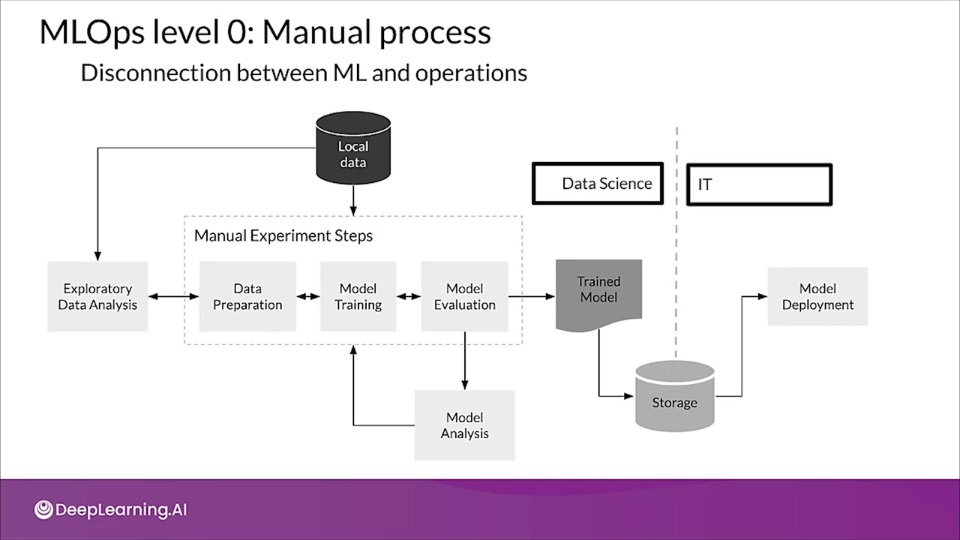 MLOps level 0: Manual process
Disconnection between ML and operations
Local
data
Data Science
IT
Manual Experiment Steps
Exploratory
Data Analysis
Data
Preparation
Model
Training
Model
Evaluation
Trained
Model
Model
Deployment
Storage
Model
Analysis
DeepLearning.AI